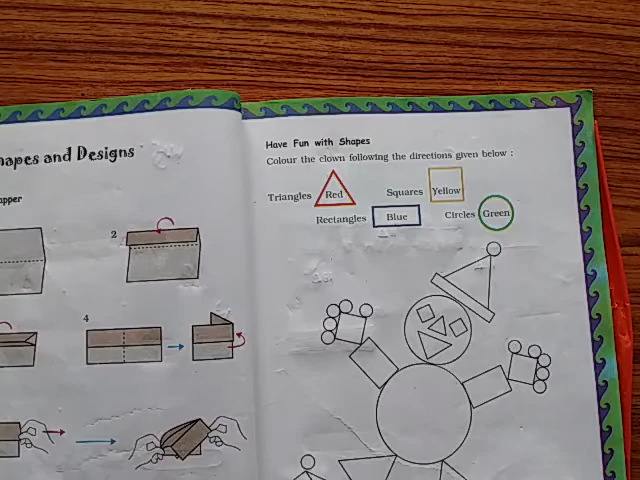 apes and Designs
apper
2
4
Have Fun with Shapes
Colour the clown following the directions given below :
Triangles Red Squares Yellow
Rectangles Blue Circles Green